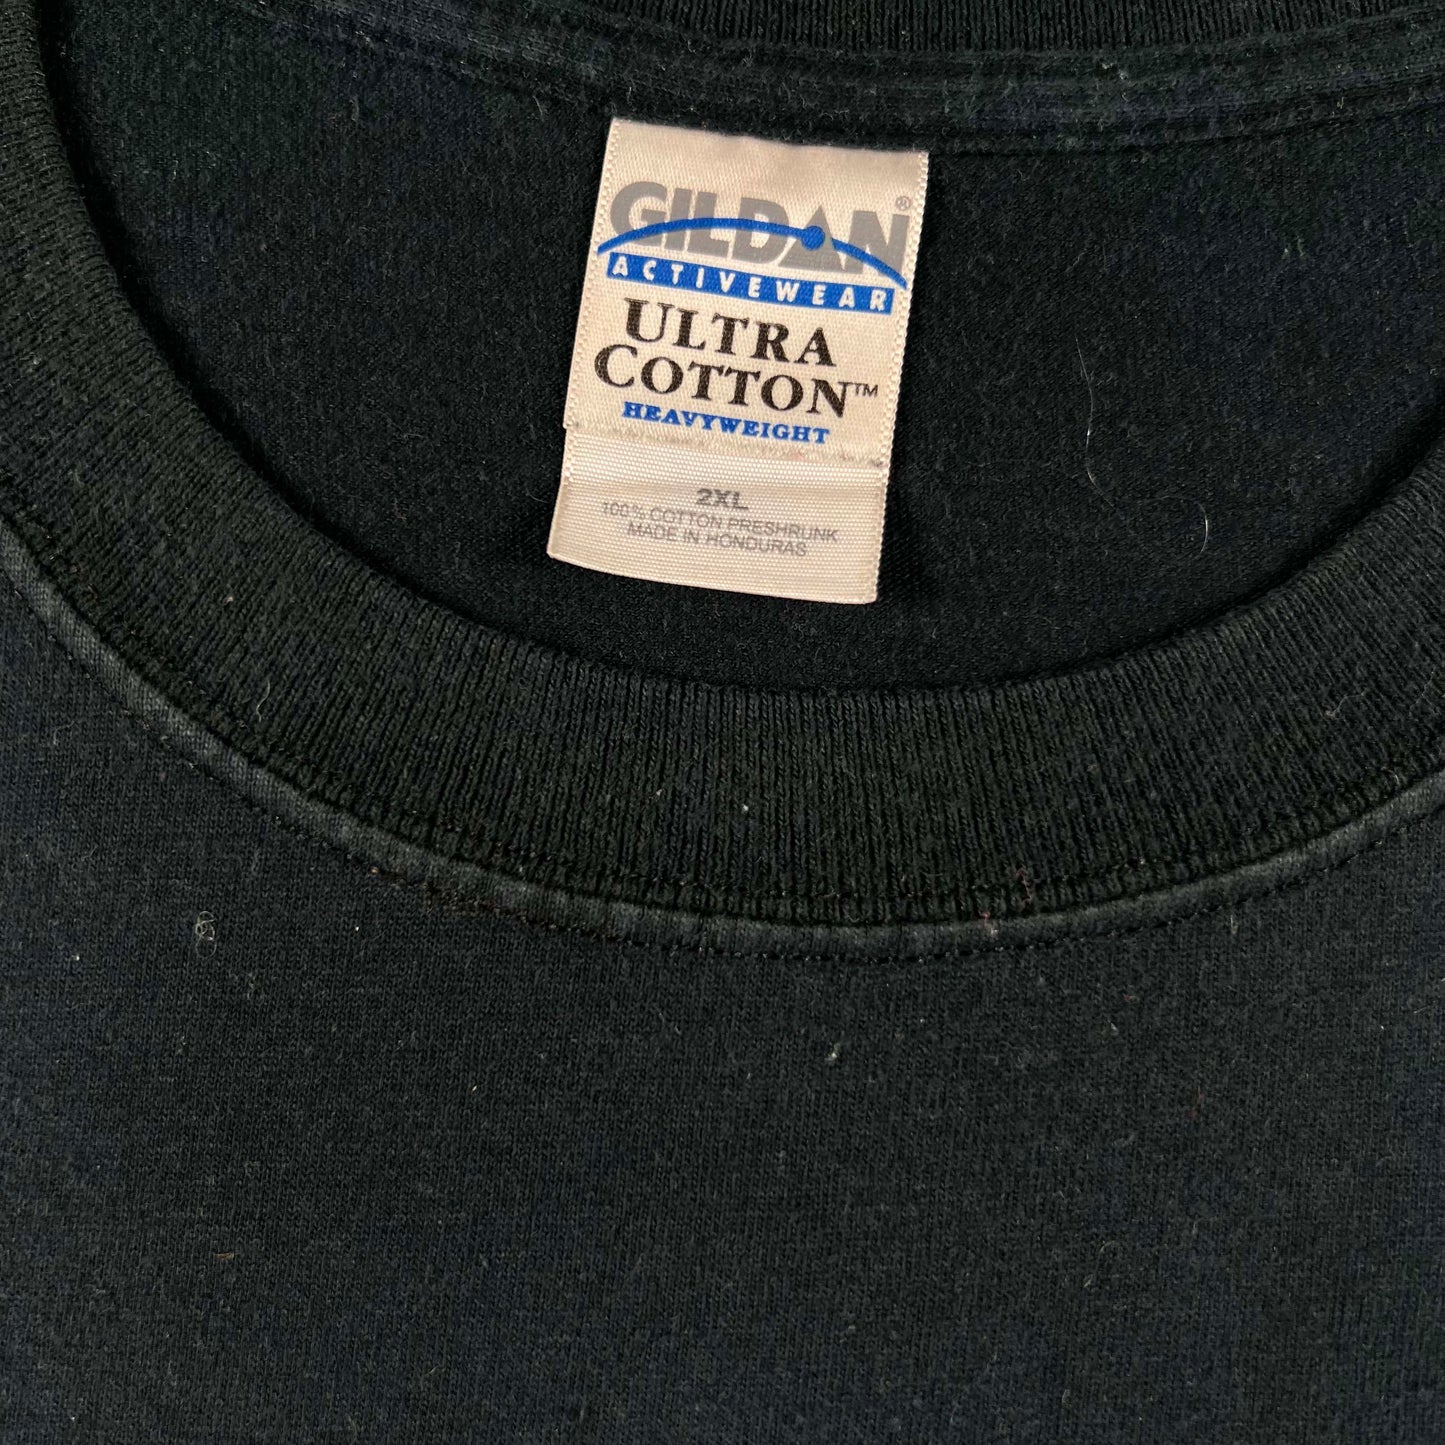 GILDAN®
ACTIVEWEAR
ULTRA
COTTON™
HEAVYWEIGHT
2XL
100% COTTON PRESHRUNK
MADE IN HONDURAS